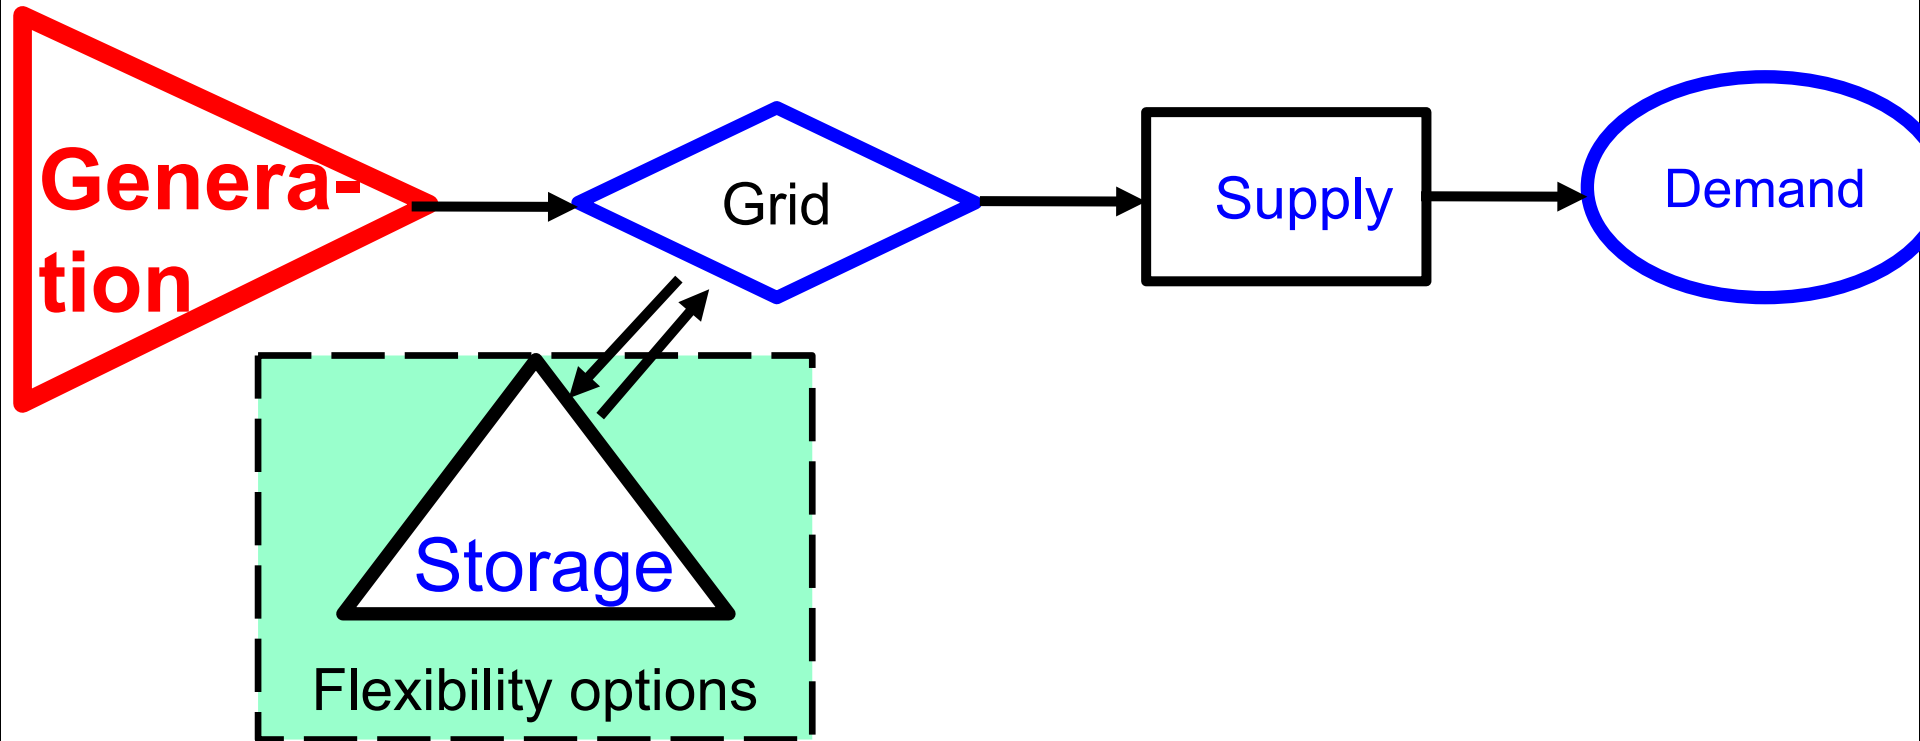 Genera-
tion
Grid
Supply
Demand
Storage
Flexibility options